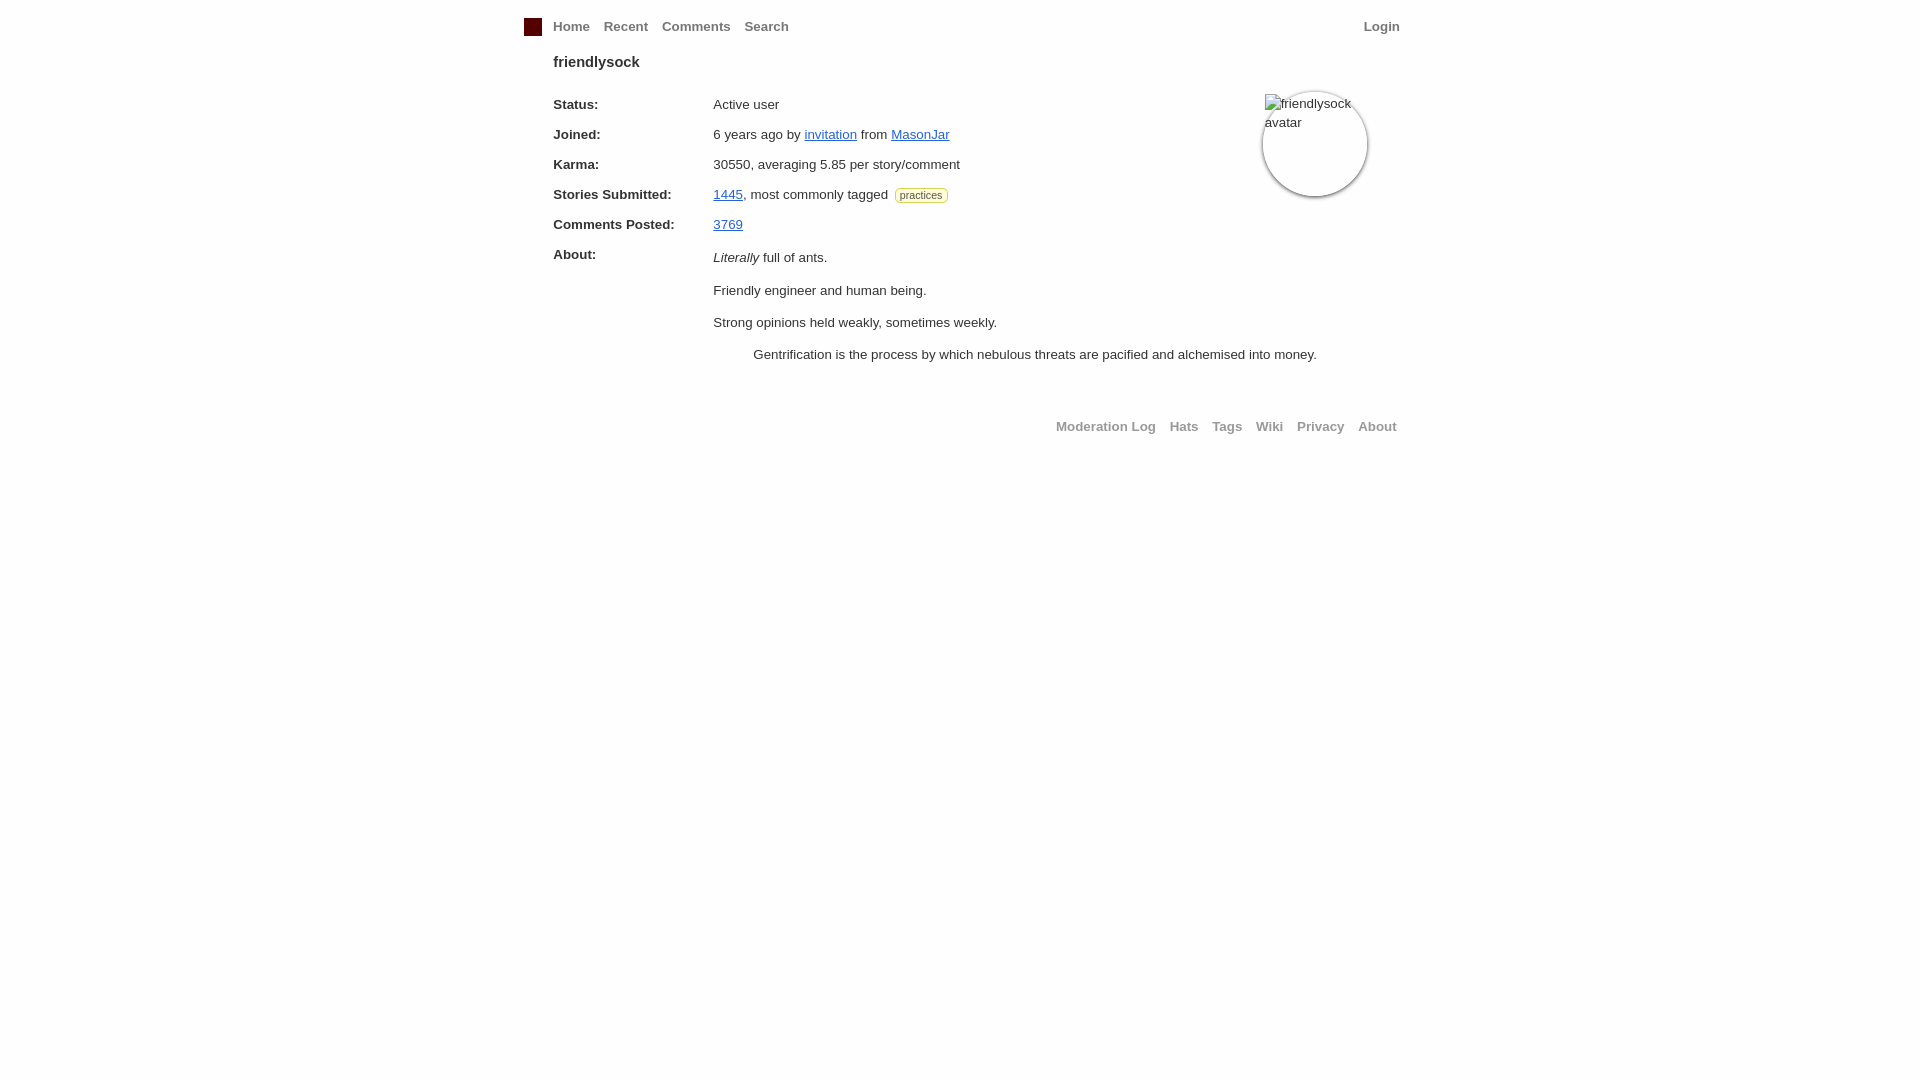 Home Recent Comments Search Login
friendlysock
Status: Active user
friendlysock avatar
Joined: 6 years ago by invitation from MasonJar
Karma: 30550, averaging 5.85 per story/comment
Stories Submitted: 1445, most commonly tagged practices
Comments Posted: 3769
About: Literally full of ants.
Friendly engineer and human being.
Strong opinions held weakly, sometimes weekly.
Gentrification is the process by which nebulous threats are pacified and alchemised into money.
Moderation Log Hats Tags Wiki Privacy About